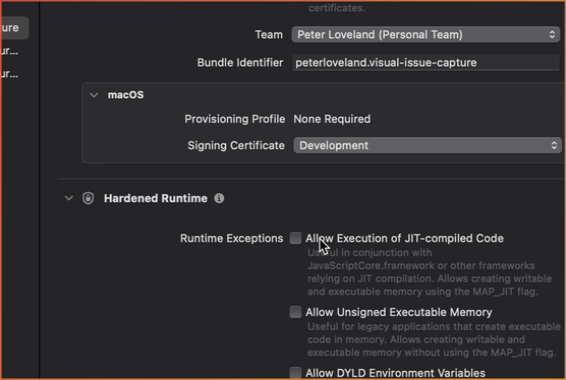 certificates.
ure
Team Peter Loveland (Personal Team)
ur...
Bundle Identifier peterloveland.visual-issue-capture
ur...
macOS
Provisioning Profile None Required
Signing Certificate Development
Hardened Runtime
Runtime Exceptions Allow Execution of JIT-compiled Code
Useful in conjunction with
JavaScriptCore.framework or other frameworks
relying on JIT compilation. Allows creating writable
and executable memory using the MAP_JIT flag.
Allow Unsigned Executable Memory
Useful for legacy applications that create executable
code in memory. Allows creating writable and
executable memory without using the MAP_JIT flag.
Allow DYLD Environment Variables